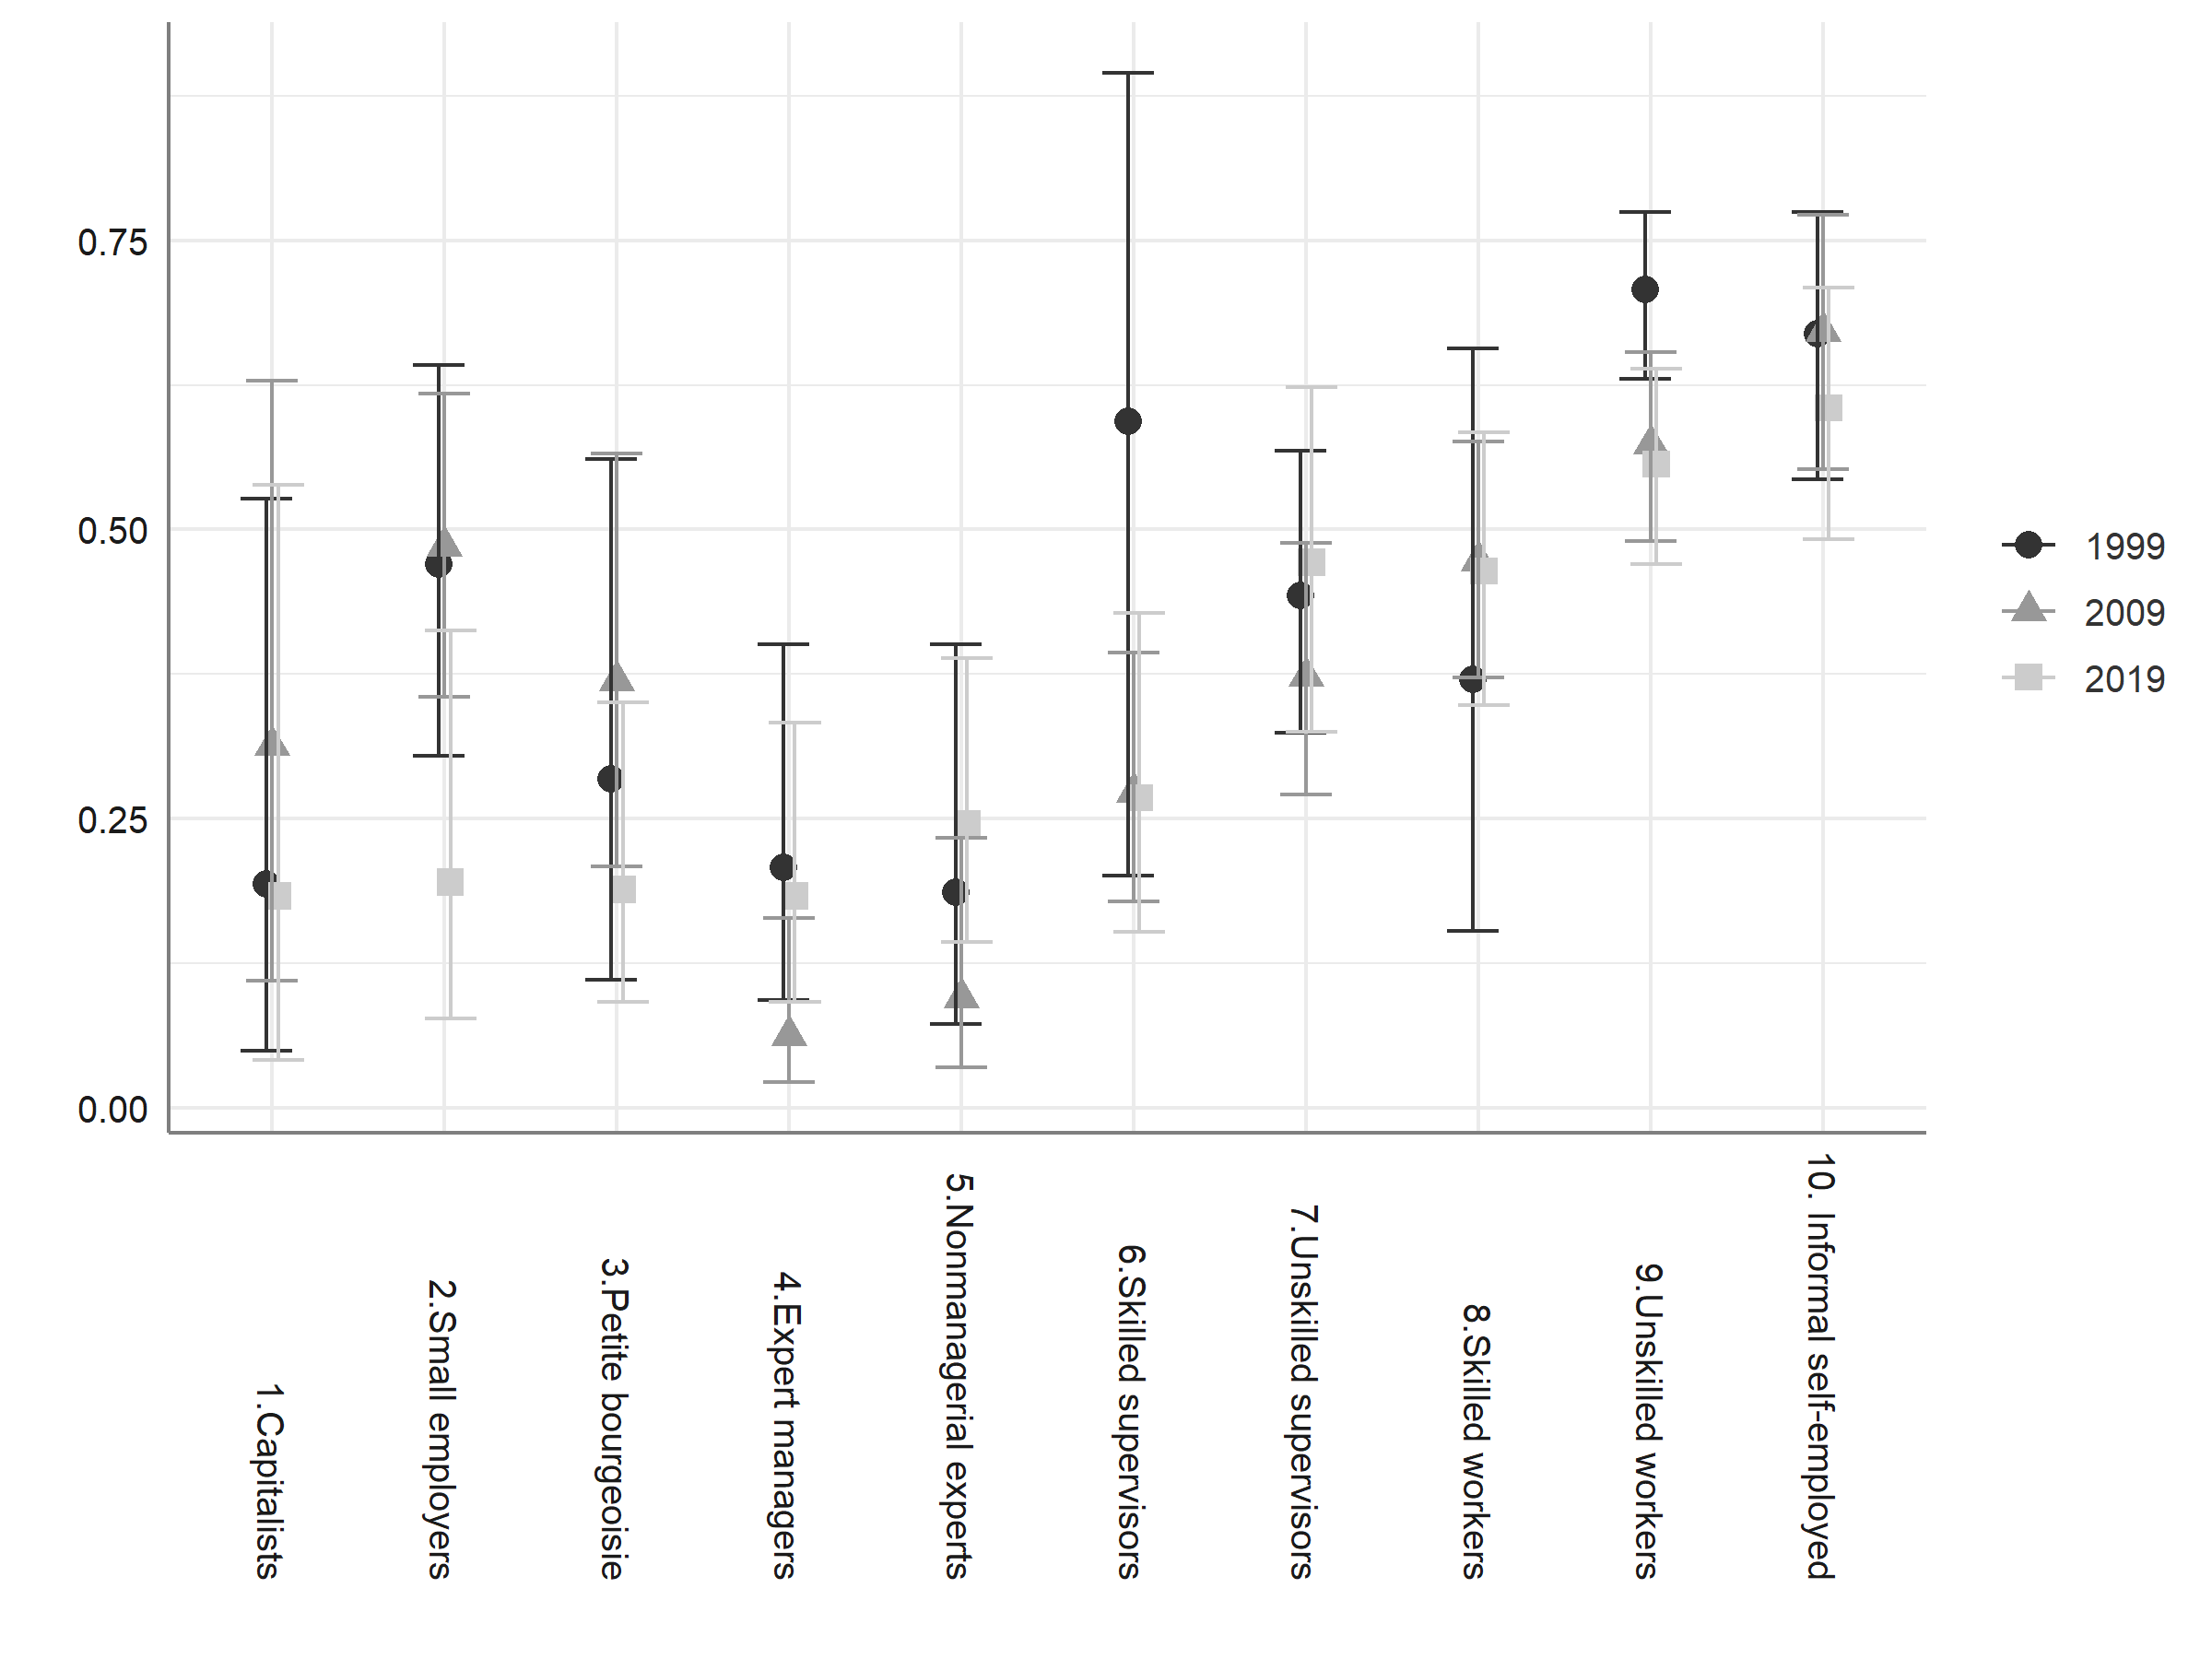 0.75
0.50
0.25
0.00
1.Capitalists
2.Small employers
3.Petite bourgeoisie
4.Expert managers
5.Nonmanagerial experts
6.Skilled supervisors
7.Unskilled supervisors
8.Skilled workers
9.Unskilled workers
10. Informal self-employed
1999
2009
2019